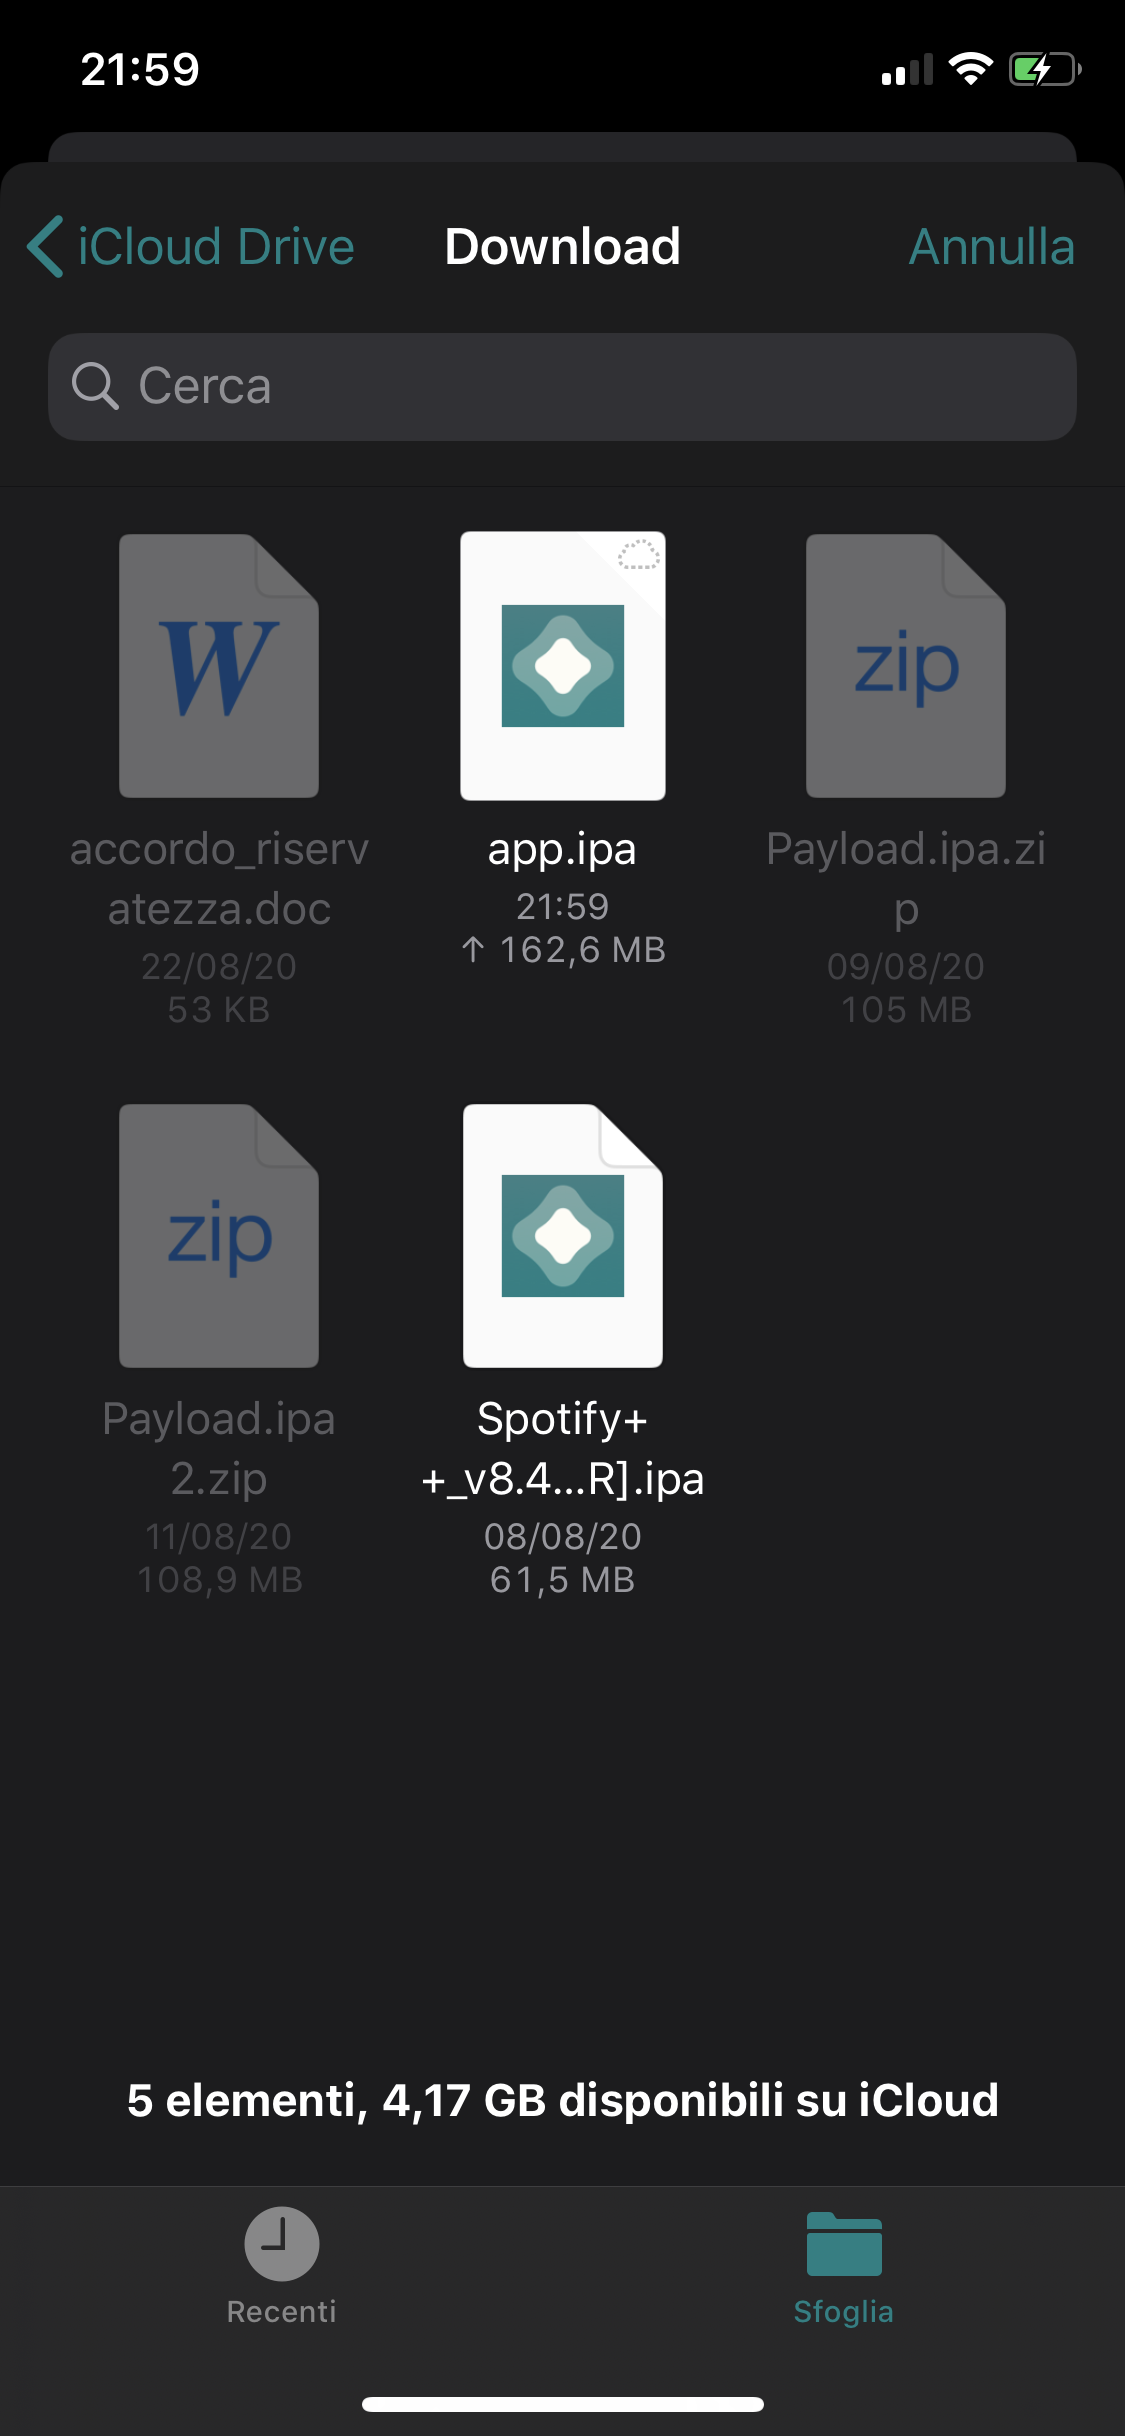 21:59
iCloud Drive
Download
Annulla
Cerca
W
zip
accordo_riserv
atezza.doc
22/08/20
53 KB
app.ipa
21:59
↑ 162,6 MB
Payload.ipa.zi
p
09/08/20
105 MB
zip
Payload.ipa
2.zip
11/08/20
108,9 MB
Spotify+
+_v8.4...R].ipa
08/08/20
61,5 MB
5 elementi, 4,17 GB disponibili su iCloud
Recenti
Sfoglia